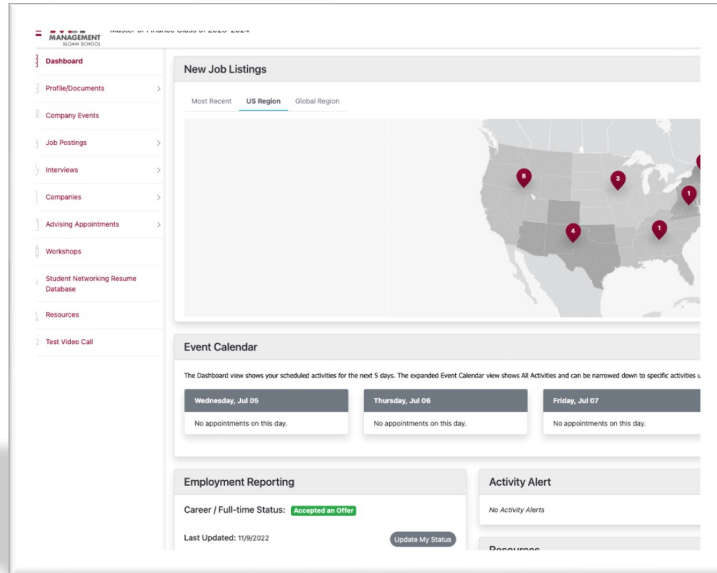 MANAGEMENT
SLOAN SCHOOL
Dashboard
Profile/Documents
Company Events
Job Postings
Interviews
Companies
Advising Appointments
Workshops
Student Networking Resume
Database
Resources
Test Video Call
New Job Listings
Most Recent US Region Global Region
8
3
1
4
1
Event Calendar
The Dashboard view shows your scheduled activities for the next 5 days. The expanded Event Calendar view shows All Activities and can be narrowed down to specific activities u
Wednesday, Jul 05
No appointments on this day.
Thursday, Jul 06
No appointments on this day.
Friday, Jul 07
No appointments on this day.
Employment Reporting
Career / Full-time Status: Accepted an Offer
Last Updated: 11/9/2022
Update My Status
Activity Alert
No Activity Alerts
Resources